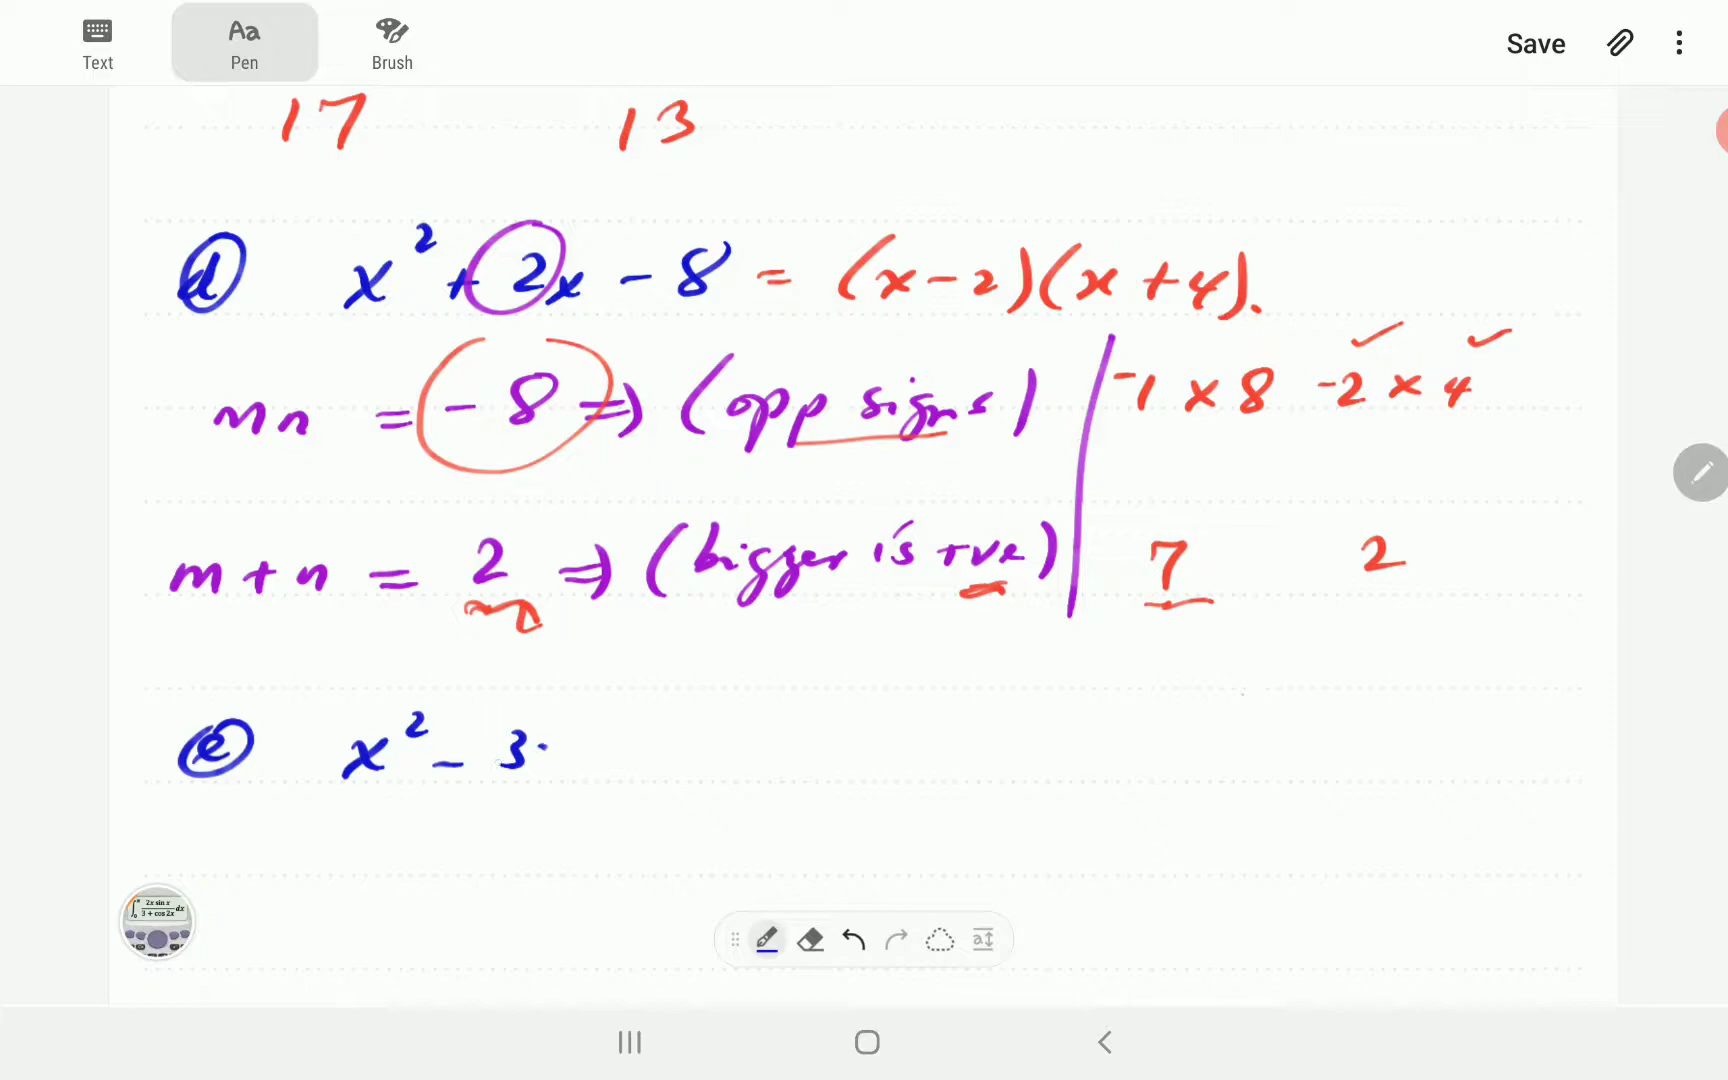 Text
Aa
Pen
Brush
Save
17 13
d x² + 2x - 8 = (x-2)(x+4).
mn = -8 ⇒ (opp signs) -1 × 8 -2 × 4
m+n = 2 ⇒ (bigger is +ve) 7 2
e x² - 3